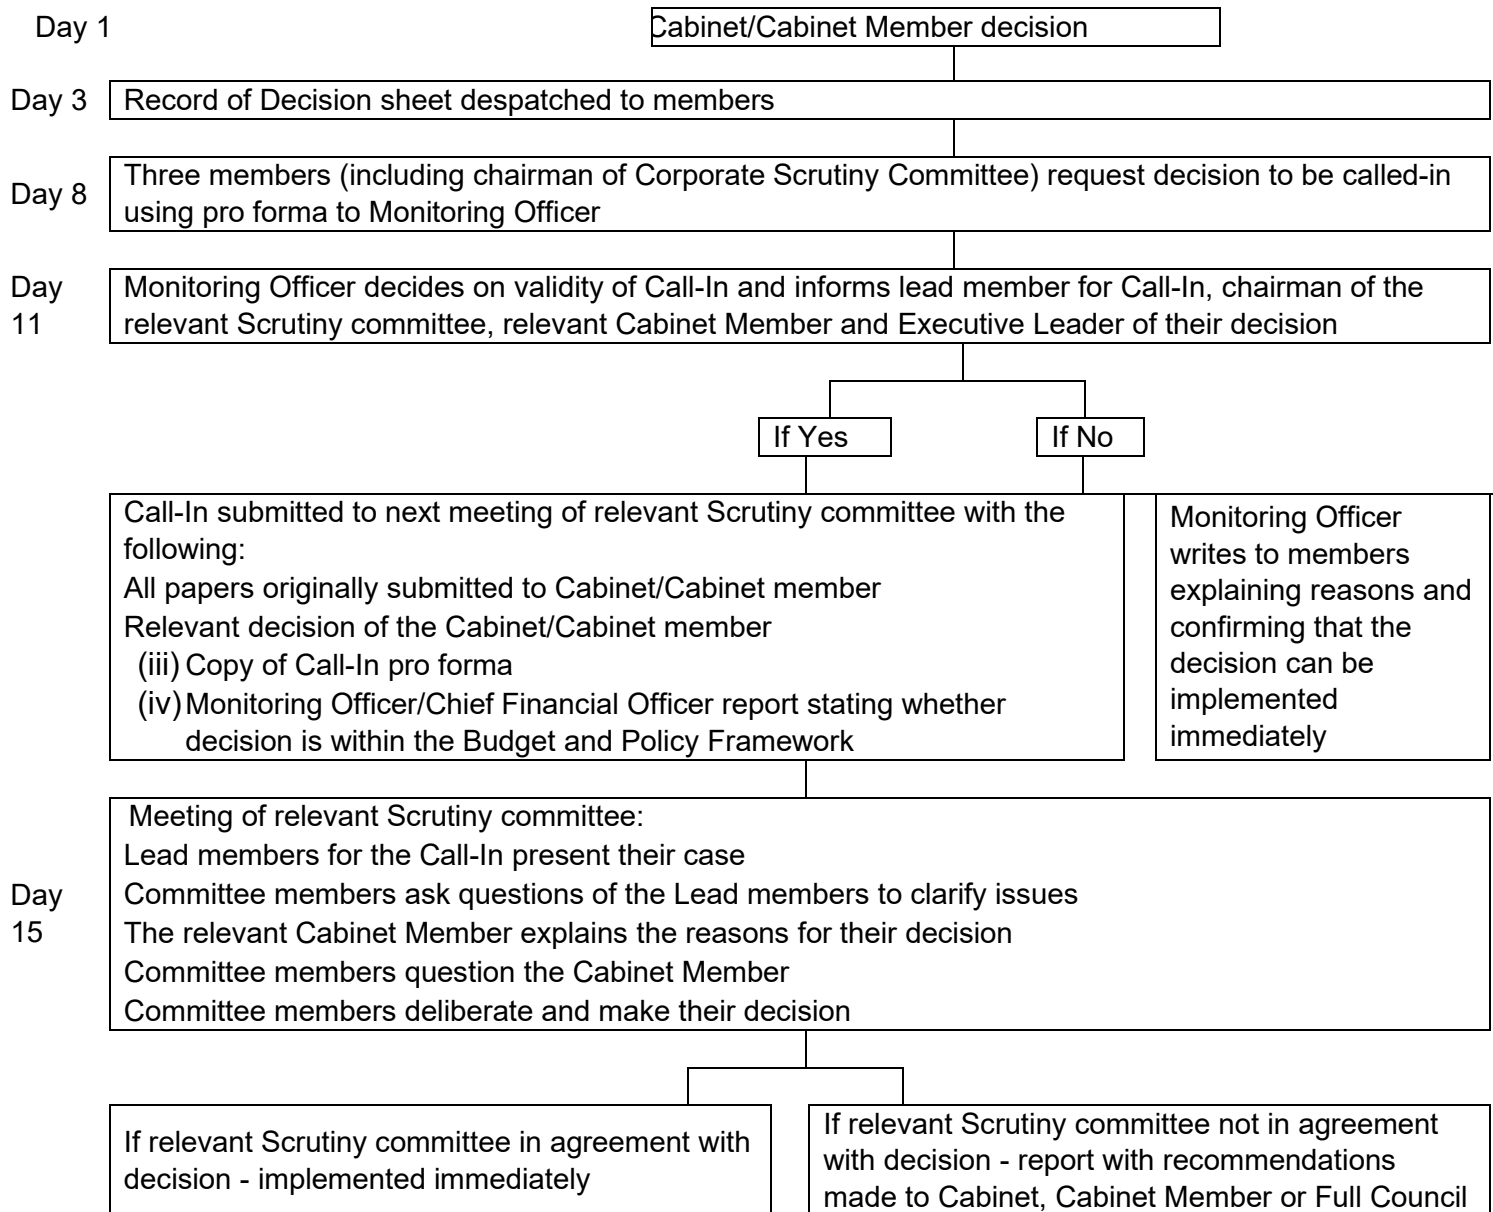 Day 1
Cabinet/Cabinet Member decision
Day 3
Record of Decision sheet despatched to members
Day 8
Three members (including chairman of Corporate Scrutiny Committee) request decision to be called-in
using pro forma to Monitoring Officer
Day
11
Monitoring Officer decides on validity of Call-In and informs lead member for Call-In, chairman of the
relevant Scrutiny committee, relevant Cabinet Member and Executive Leader of their decision
If Yes
If No
Call-In submitted to next meeting of relevant Scrutiny committee with the
following:
All papers originally submitted to Cabinet/Cabinet member
Relevant decision of the Cabinet/Cabinet member
(iii) Copy of Call-In pro forma
(iv) Monitoring Officer/Chief Financial Officer report stating whether
decision is within the Budget and Policy Framework
Monitoring Officer
writes to members
explaining reasons and
confirming that the
decision can be
implemented
immediately
Day
15
Meeting of relevant Scrutiny committee:
Lead members for the Call-In present their case
Committee members ask questions of the Lead members to clarify issues
The relevant Cabinet Member explains the reasons for their decision
Committee members question the Cabinet Member
Committee members deliberate and make their decision
If relevant Scrutiny committee in agreement with
decision - implemented immediately
If relevant Scrutiny committee not in agreement
with decision - report with recommendations
made to Cabinet, Cabinet Member or Full Council